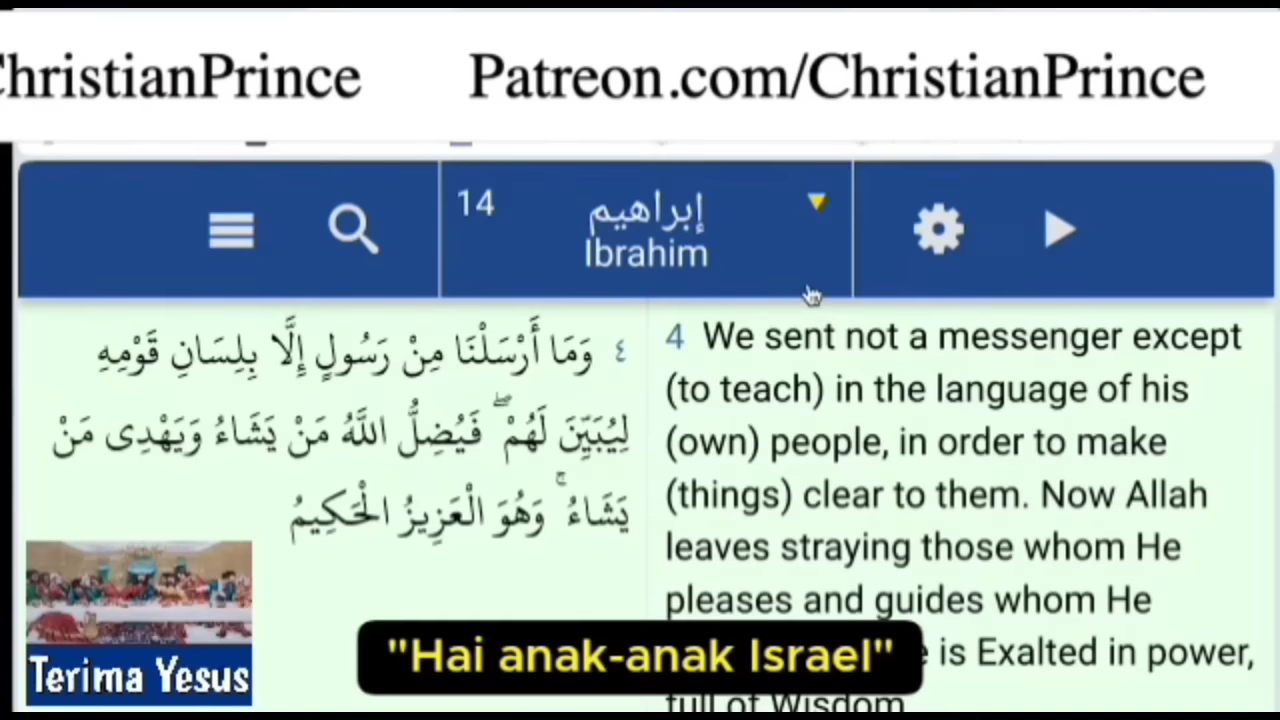 ChristianPrince Patreon.com/ChristianPrince
14
إبراهيم
Ibrahim
٤ وَمَا أَرْسَلْنَا مِنْ رَسُولٍ إِلَّا بِلِسَانِ قَوْمِهِ
لِيُبَيِّنَ لَهُمْ ۖ فَيُضِلُّ اللَّهُ مَنْ يَشَاءُ وَيَهْدِى مَنْ
يَشَاءُ ۚ وَهُوَ الْعَزِيزُ الْحَكِيمُ
4 We sent not a messenger except
(to teach) in the language of his
(own) people, in order to make
(things) clear to them. Now Allah
leaves straying those whom He
pleases and guides whom He
is Exalted in power,
full of Wisdom
"Hai anak-anak Israel"
Terima Yesus